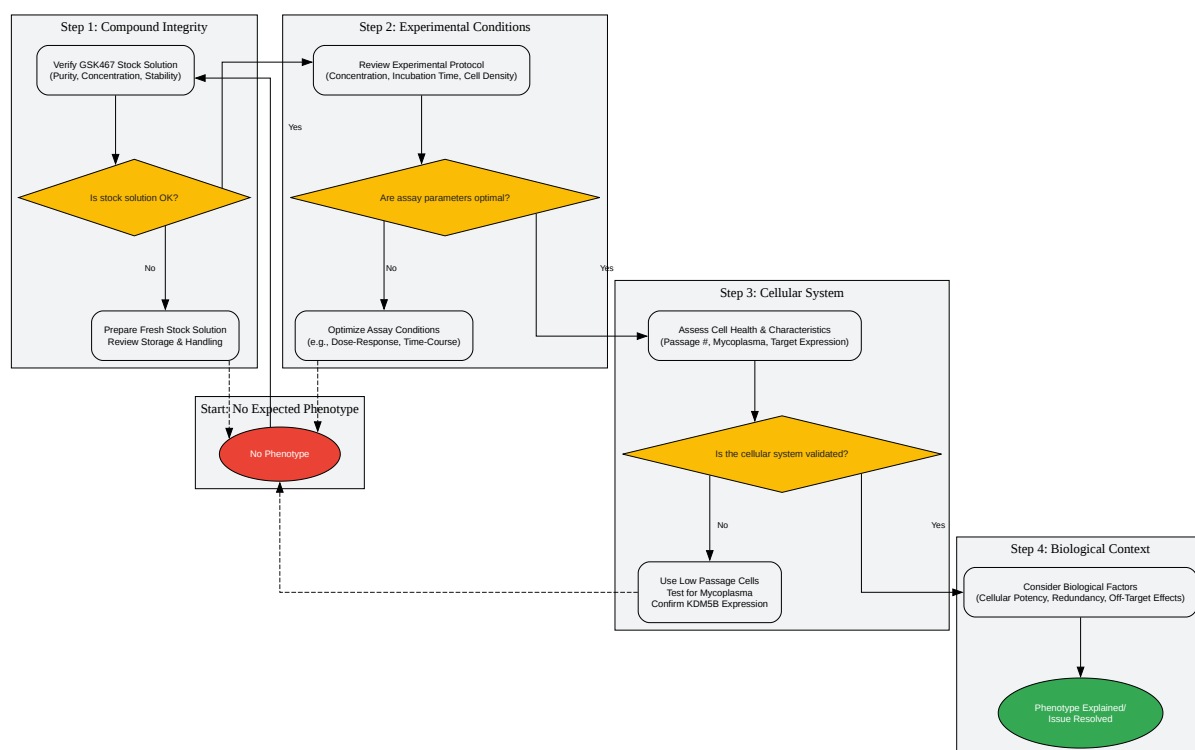 Step 1: Compound Integrity
Verify GSK467 Stock Solution
(Purity, Concentration, Stability)
Is stock solution OK?
Yes
No
Prepare Fresh Stock Solution
Review Storage & Handling
Step 2: Experimental Conditions
Review Experimental Protocol
(Concentration, Incubation Time, Cell Density)
Are assay parameters optimal?
Yes
No
Optimize Assay Conditions
(e.g., Dose-Response, Time-Course)
Start: No Expected Phenotype
No Phenotype
Step 3: Cellular System
Assess Cell Health & Characteristics
(Passage #, Mycoplasma, Target Expression)
Is the cellular system validated?
No
Yes
Use Low Passage Cells
Test for Mycoplasma
Confirm KDM5B Expression
Step 4: Biological Context
Consider Biological Factors
(Cellular Potency, Redundancy, Off-Target Effects)
Phenotype Explained/
Issue Resolved